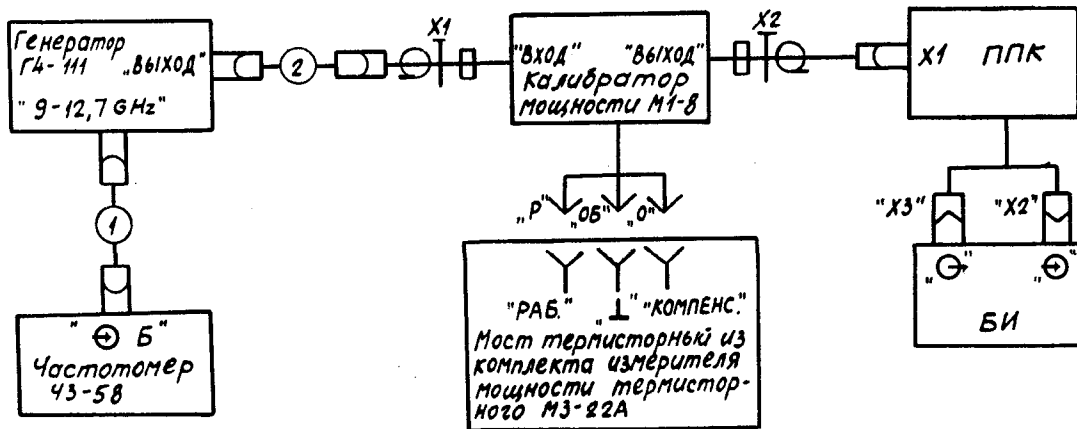 Генератор
Г4-111
„ВЫХОД"
"9-12,7 GHz"
2
X1
"ВХОД" "ВЫХОД"
Калибратор
мощности М1-8
X2
X1 ППК
1
„Р" „ОБ" „О"
"X3" "X2"
"РАБ." "⊥" "КОМПЕНС."
Мост термисторный из
комплекта измерителя
мощности термистор-
ного М3-22А
БИ
" Б"
Частотомер
Ч3-58